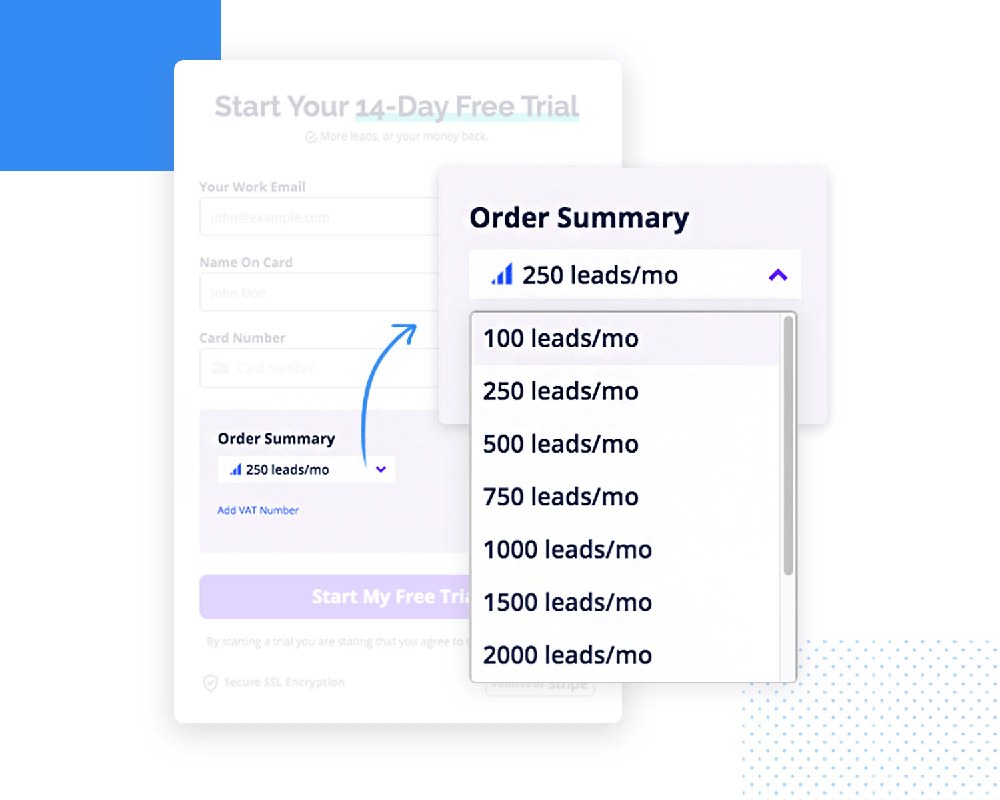 Start Your 14-Day Free Trial
More leads, or your money back.
Your Work Email
john@example.com
Name On Card
John Doe
Card Number
Card number
Order Summary
250 leads/mo
Add VAT Number
Start My Free Tria
By starting a trial you are stating that you agree to t
Secure SSL Encryption
Powered by stripe
Order Summary
250 leads/mo
100 leads/mo
250 leads/mo
500 leads/mo
750 leads/mo
1000 leads/mo
1500 leads/mo
2000 leads/mo